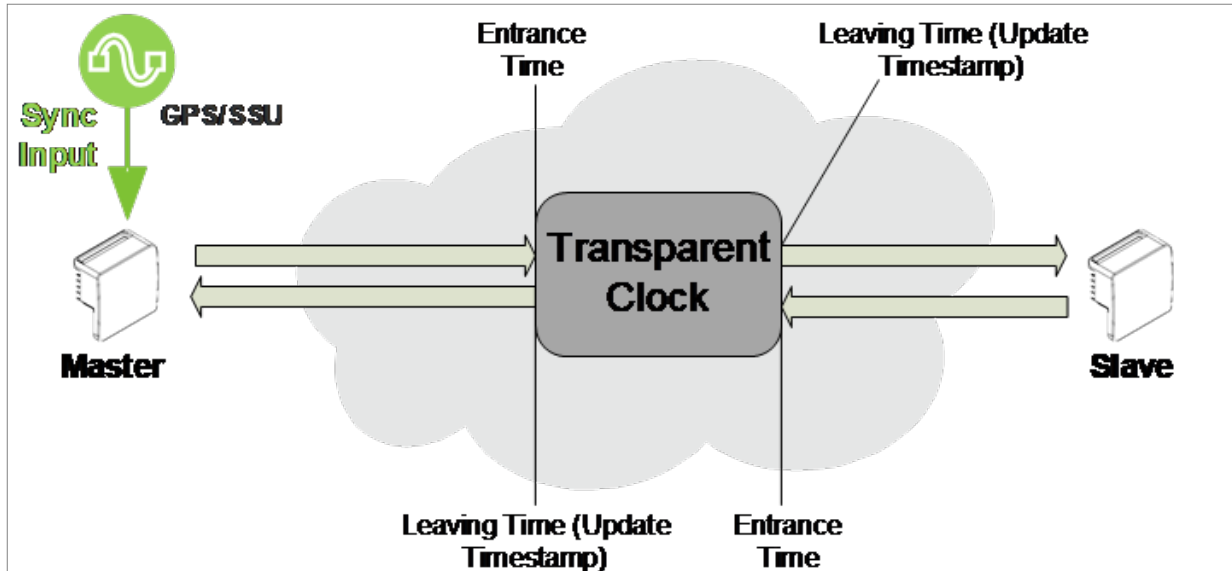 Entrance
Time
Leaving Time (Update
Timestamp)
Sync
Input
GPS/SSU
Transparent
Clock
Master
Slave
Leaving Time (Update
Timestamp)
Entrance
Time